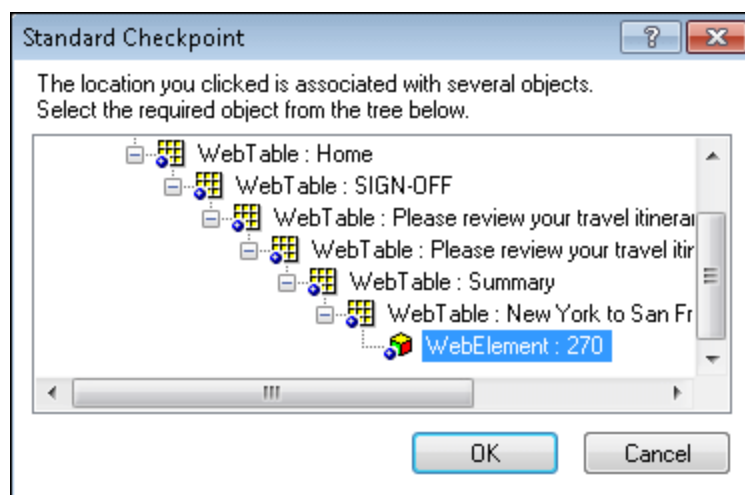 Standard Checkpoint
The location you clicked is associated with several objects.
Select the required object from the tree below.
WebTable : Home
WebTable : SIGN-OFF
WebTable : Please review your travel itinerar
WebTable : Please review your travel itir
WebTable : Summary
WebTable : New York to San Fr
WebElement : 270
OK Cancel